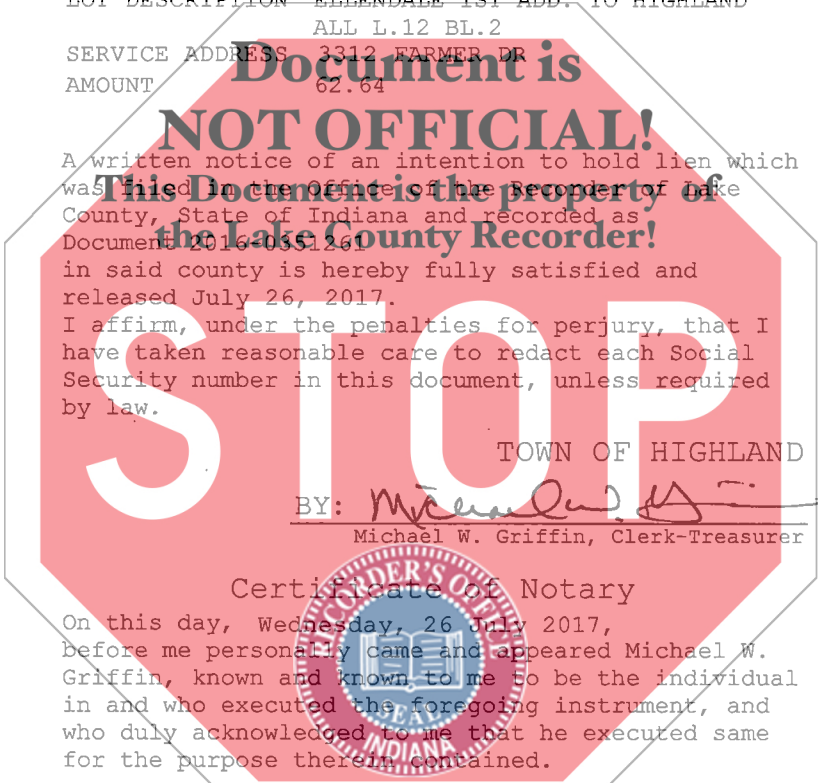 LOT DESCRIPTION ELLENDALE 1ST ADD. TO HIGHLAND
ALL L.12 BL.2
SERVICE ADDRESS 3312 FARMER DR
AMOUNT 62.64
Document is
NOT OFFICIAL!
This Document is the property of
the Lake County Recorder!
A written notice of an intention to hold lien which
was filed in the Office of the Recorder of Lake
County, State of Indiana and recorded as
Document 2016-0351261
in said county is hereby fully satisfied and
released July 26, 2017.
I affirm, under the penalties for perjury, that I
have taken reasonable care to redact each Social
Security number in this document, unless required
by law.
STOP
TOWN OF HIGHLAND
BY:
Michael W. Griffin, Clerk-Treasurer
Certificate of Notary
On this day, Wednesday, 26 July 2017,
before me personally came and appeared Michael W.
Griffin, known and known to me to be the individual
in and who executed the foregoing instrument, and
who duly acknowledged to me that he executed same
for the purpose therein contained.
RECORDER'S OFFICE
SEAL
INDIANA